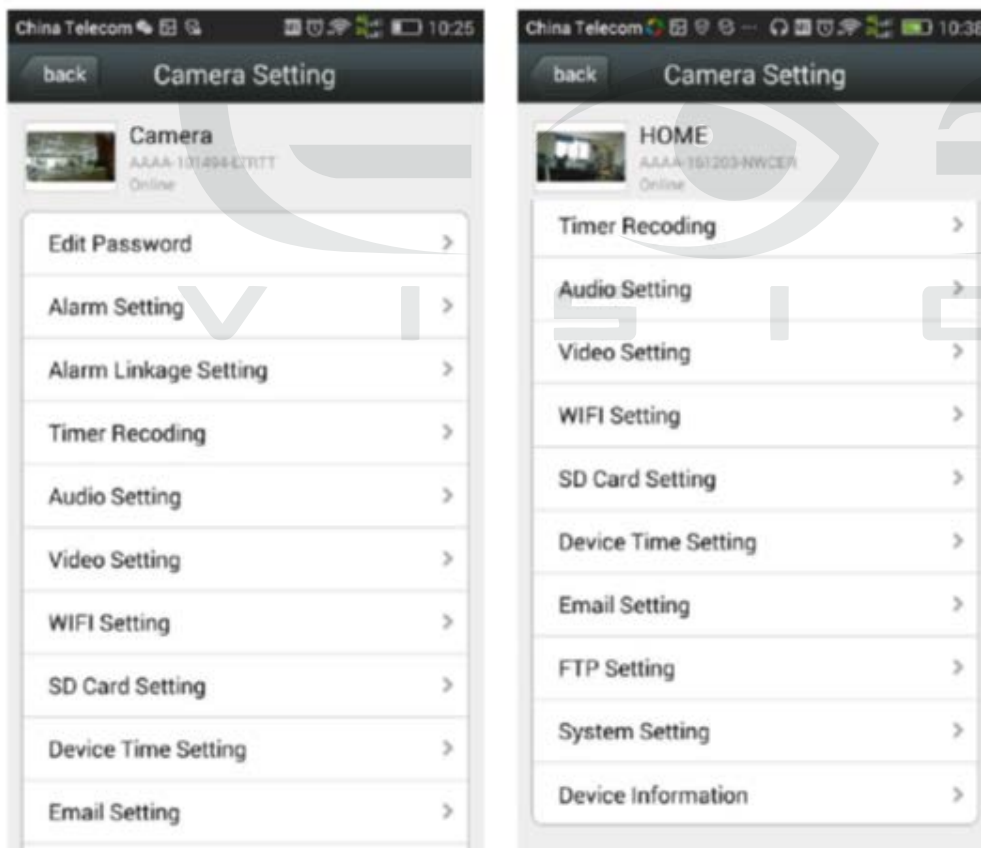 China Telecom 10:25
back Camera Setting
Camera
Online
Edit Password >
Alarm Setting >
Alarm Linkage Setting >
Timer Recoding >
Audio Setting >
Video Setting >
WIFI Setting >
SD Card Setting >
Device Time Setting >
Email Setting >
China Telecom 10:38
back Camera Setting
HOME
AAAA-161203-NWCER
Online
Timer Recoding >
Audio Setting >
Video Setting >
WIFI Setting >
SD Card Setting >
Device Time Setting >
Email Setting >
FTP Setting >
System Setting >
Device Information >